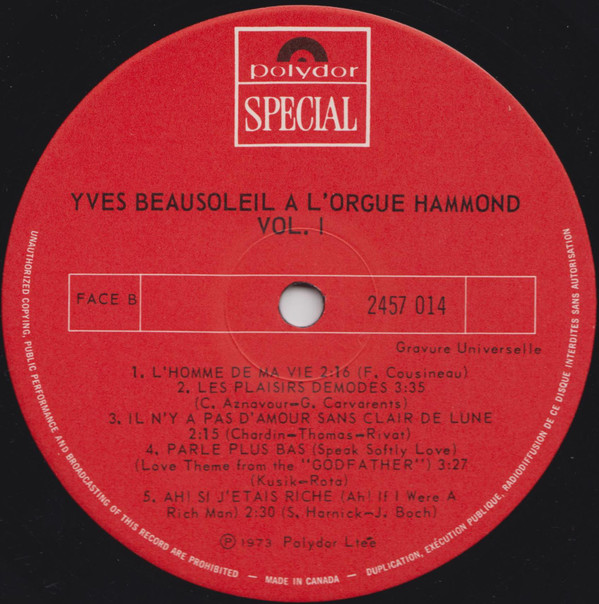 polydor
SPECIAL
YVES BEAUSOLEIL A L'ORGUE HAMMOND
VOL. I
FACE B
2457 014
Gravure Universelle
1. L'HOMME DE MA VIE 2:16 (F. Cousineau)
2. LES PLAISIRS DEMODES 3:35
(C. Aznavour-G. Carvarents)
3. IL N'Y A PAS D'AMOUR SANS CLAIR DE LUNE
2:15 (Chardin-Thomas-Rivat)
4. PARLE PLUS BAS (Speak Softly Love)
(Love Theme from the "GODFATHER") 3:27
(Kusik-Rota)
5. AH! SI J'ETAIS RICHE (Ah! If I Were A
Rich Man) 2:30 (S. Harnick-J. Boch)
Ⓟ 1973 Polydor Ltee
UNAUTHORIZED COPYING, PUBLIC PERFORMANCE AND BROADCASTING OF THIS RECORD ARE PROHIBITED – MADE IN CANADA – DUPLICATION, EXÉCUTION PUBLIQUE, RADIODIFFUSION DE CE DISQUE INTERDITES SANS AUTORISATION